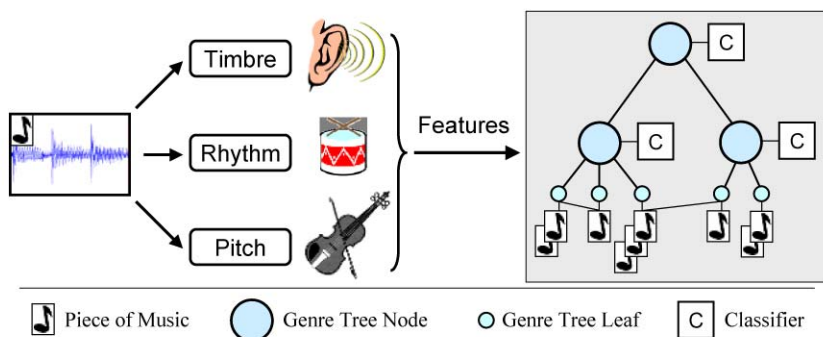 Timbre
C
Features
Rhythm
C
C
Pitch
Piece of Music
Genre Tree Node
Genre Tree Leaf
C Classifier